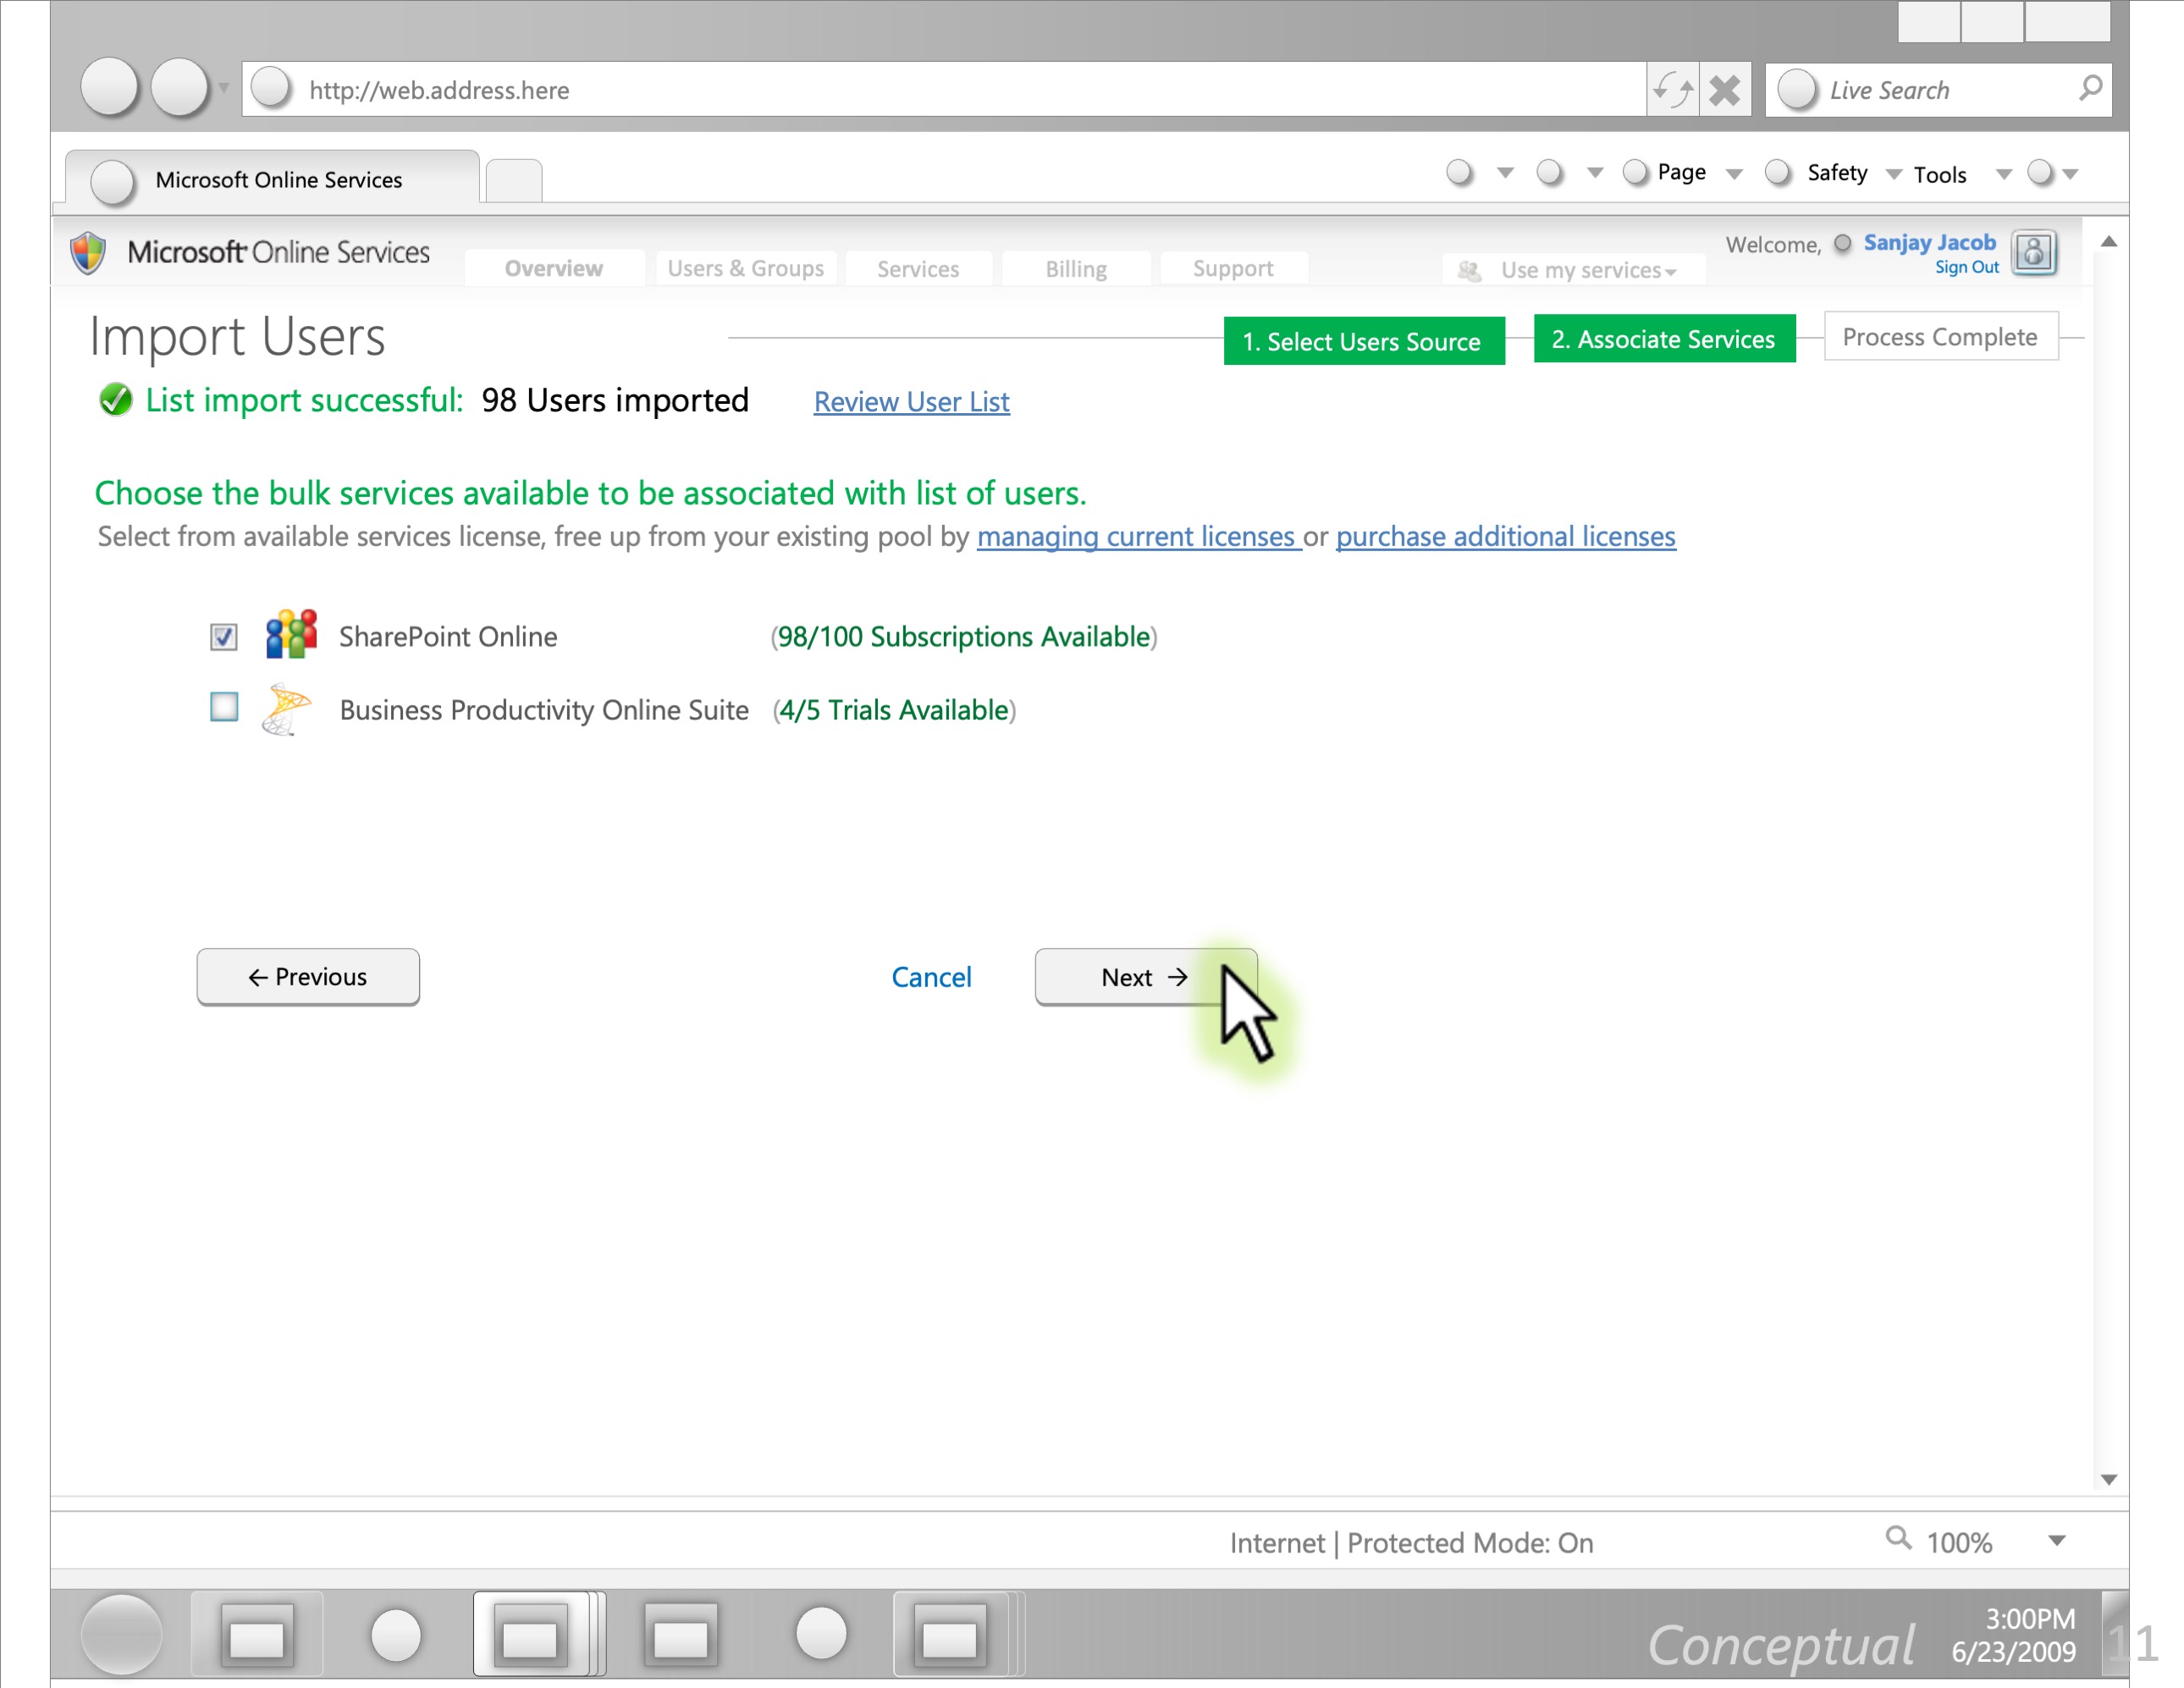 http://web.address.here
Live Search
Microsoft Online Services
Page Safety Tools
Microsoft Online Services
Overview Users & Groups Services Billing Support Use my services
Welcome, Sanjay Jacob
Sign Out
Import Users
1. Select Users Source 2. Associate Services Process Complete
List import successful: 98 Users imported Review User List
Choose the bulk services available to be associated with list of users.
Select from available services license, free up from your existing pool by managing current licenses or purchase additional licenses
SharePoint Online (98/100 Subscriptions Available)
Business Productivity Online Suite (4/5 Trials Available)
← Previous Cancel Next →
Internet | Protected Mode: On 100%
Conceptual
3:00PM
6/23/2009
11